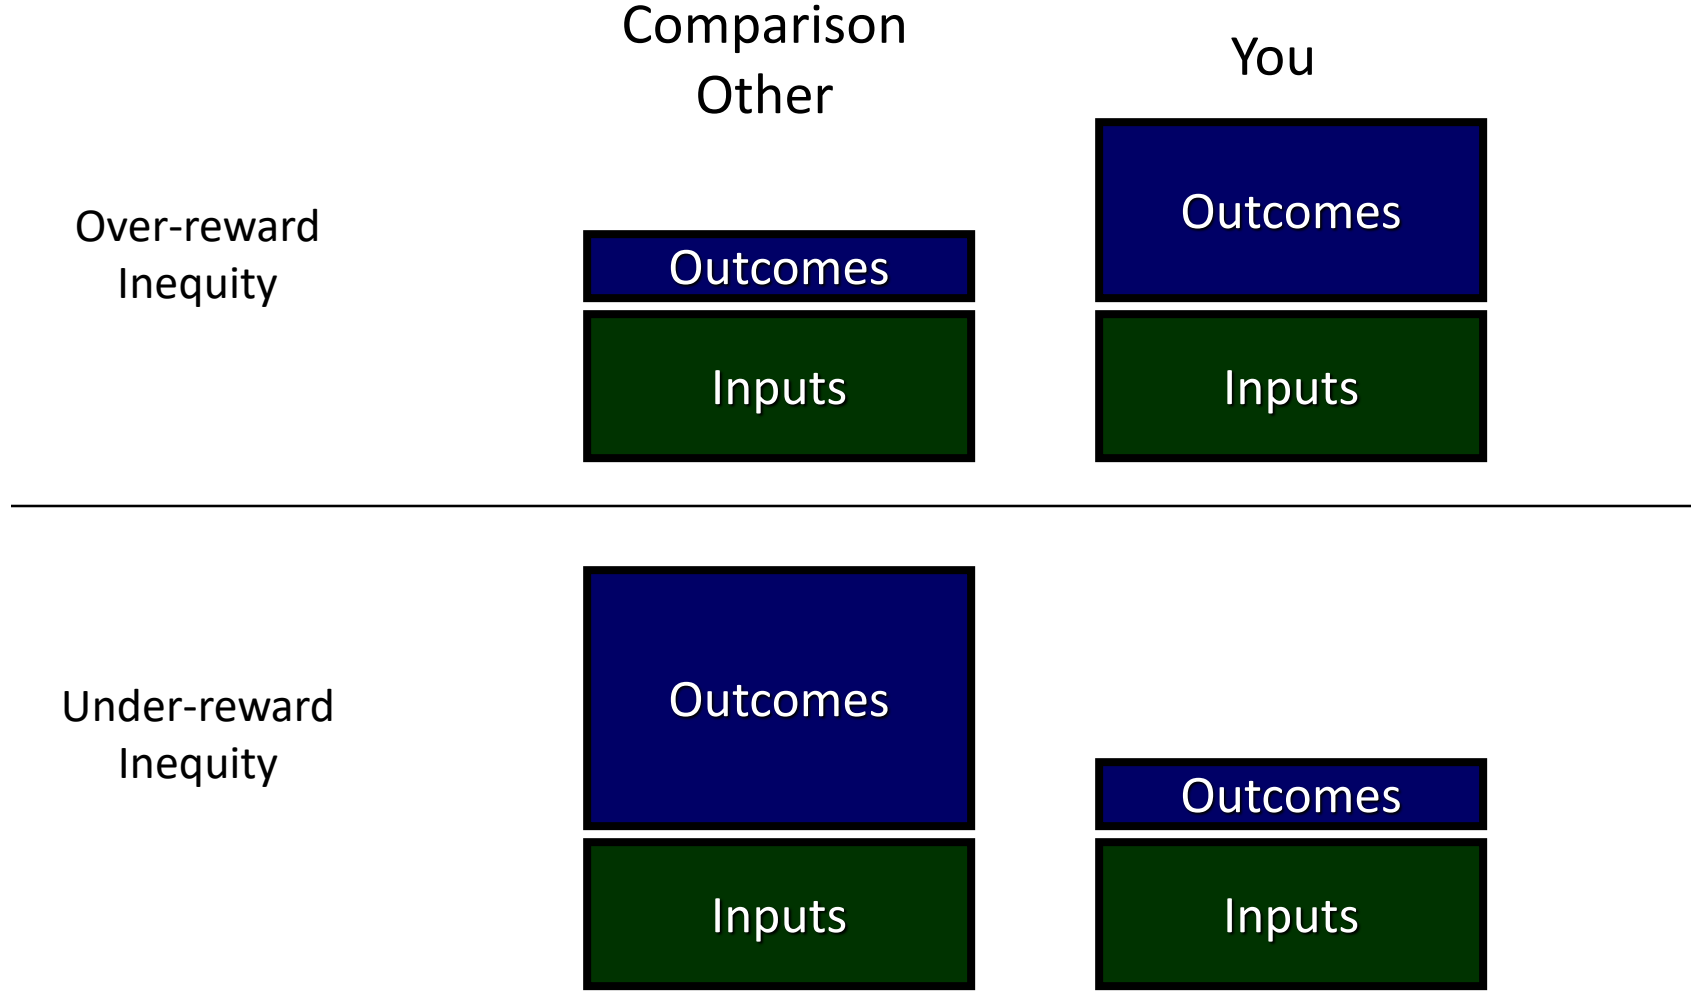 Comparison
Other
You
Over-reward
Inequity
Outcomes
Outcomes
Inputs
Inputs
Under-reward
Inequity
Outcomes
Outcomes
Inputs
Inputs